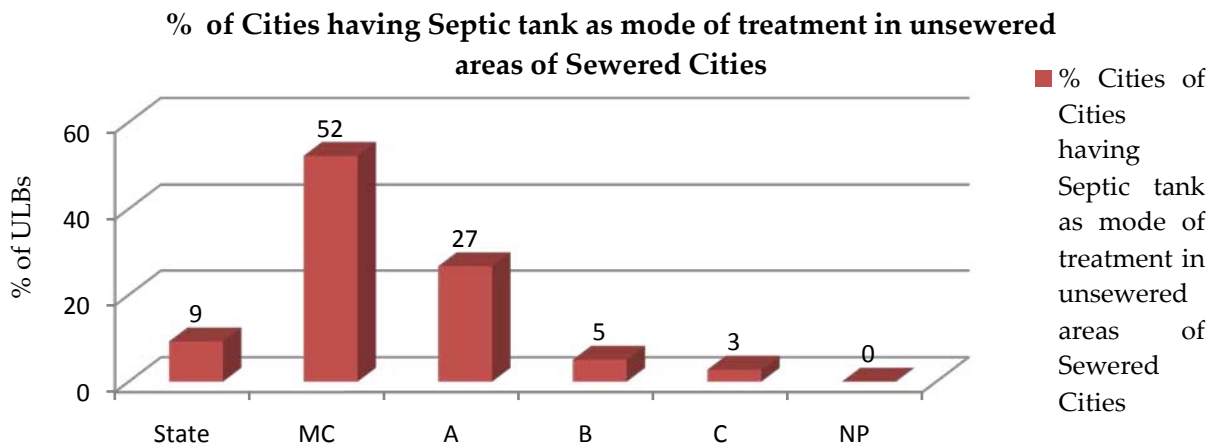 % of Cities having Septic tank as mode of treatment in unsewered
areas of Sewered Cities
% of ULBs
60
40
20
0
9
52
27
5
3
0
State MC A B C NP
% Cities of
Cities
having
Septic tank
as mode of
treatment in
unsewered
areas of
Sewered
Cities